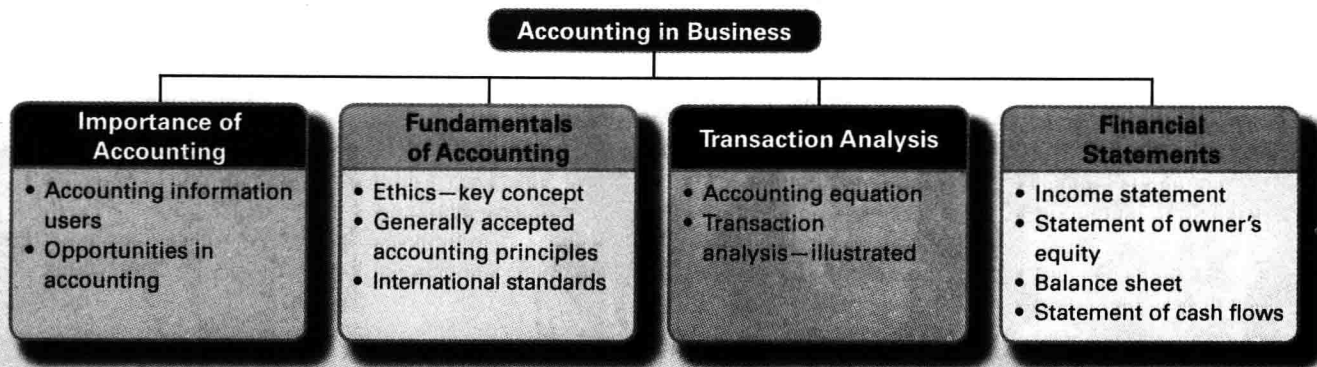 Accounting in Business
Importance of
Accounting
• Accounting information
users
• Opportunities in
accounting
Fundamentals
of Accounting
• Ethics—key concept
• Generally accepted
accounting principles
• International standards
Transaction Analysis
• Accounting equation
• Transaction
analysis—illustrated
Financial
Statements
• Income statement
• Statement of owner's
equity
• Balance sheet
• Statement of cash flows